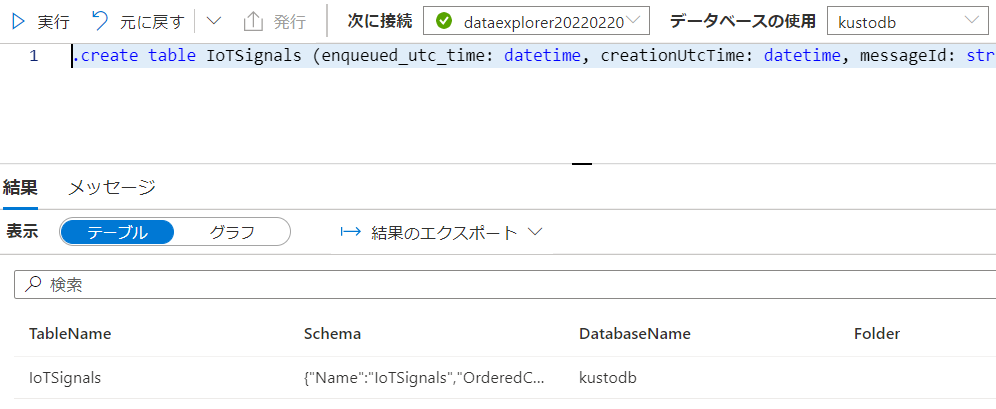 実行 元に戻す 発行 次に接続 dataexplorer20220220 データベースの使用 kustodb
1 .create table IoTSignals (enqueued_utc_time: datetime, creationUtcTime: datetime, messageId: str
結果 メッセージ
表示 テーブル グラフ 結果のエクスポート
検索
TableName Schema DatabaseName Folder
IoTSignals {"Name":"IoTSignals","OrderedC... kustodb